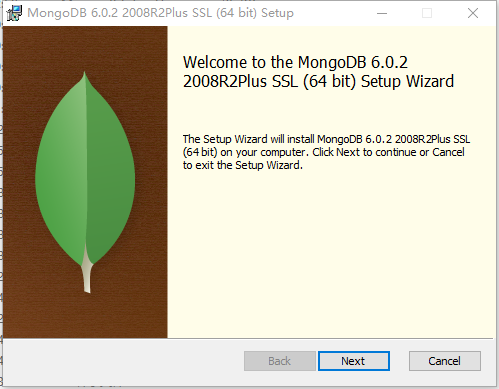 MongoDB 6.0.2 2008R2Plus SSL (64 bit) Setup
Welcome to the MongoDB 6.0.2
2008R2Plus SSL (64 bit) Setup Wizard
The Setup Wizard will install MongoDB 6.0.2 2008R2Plus SSL
(64 bit) on your computer. Click Next to continue or Cancel
to exit the Setup Wizard.
Back Next Cancel